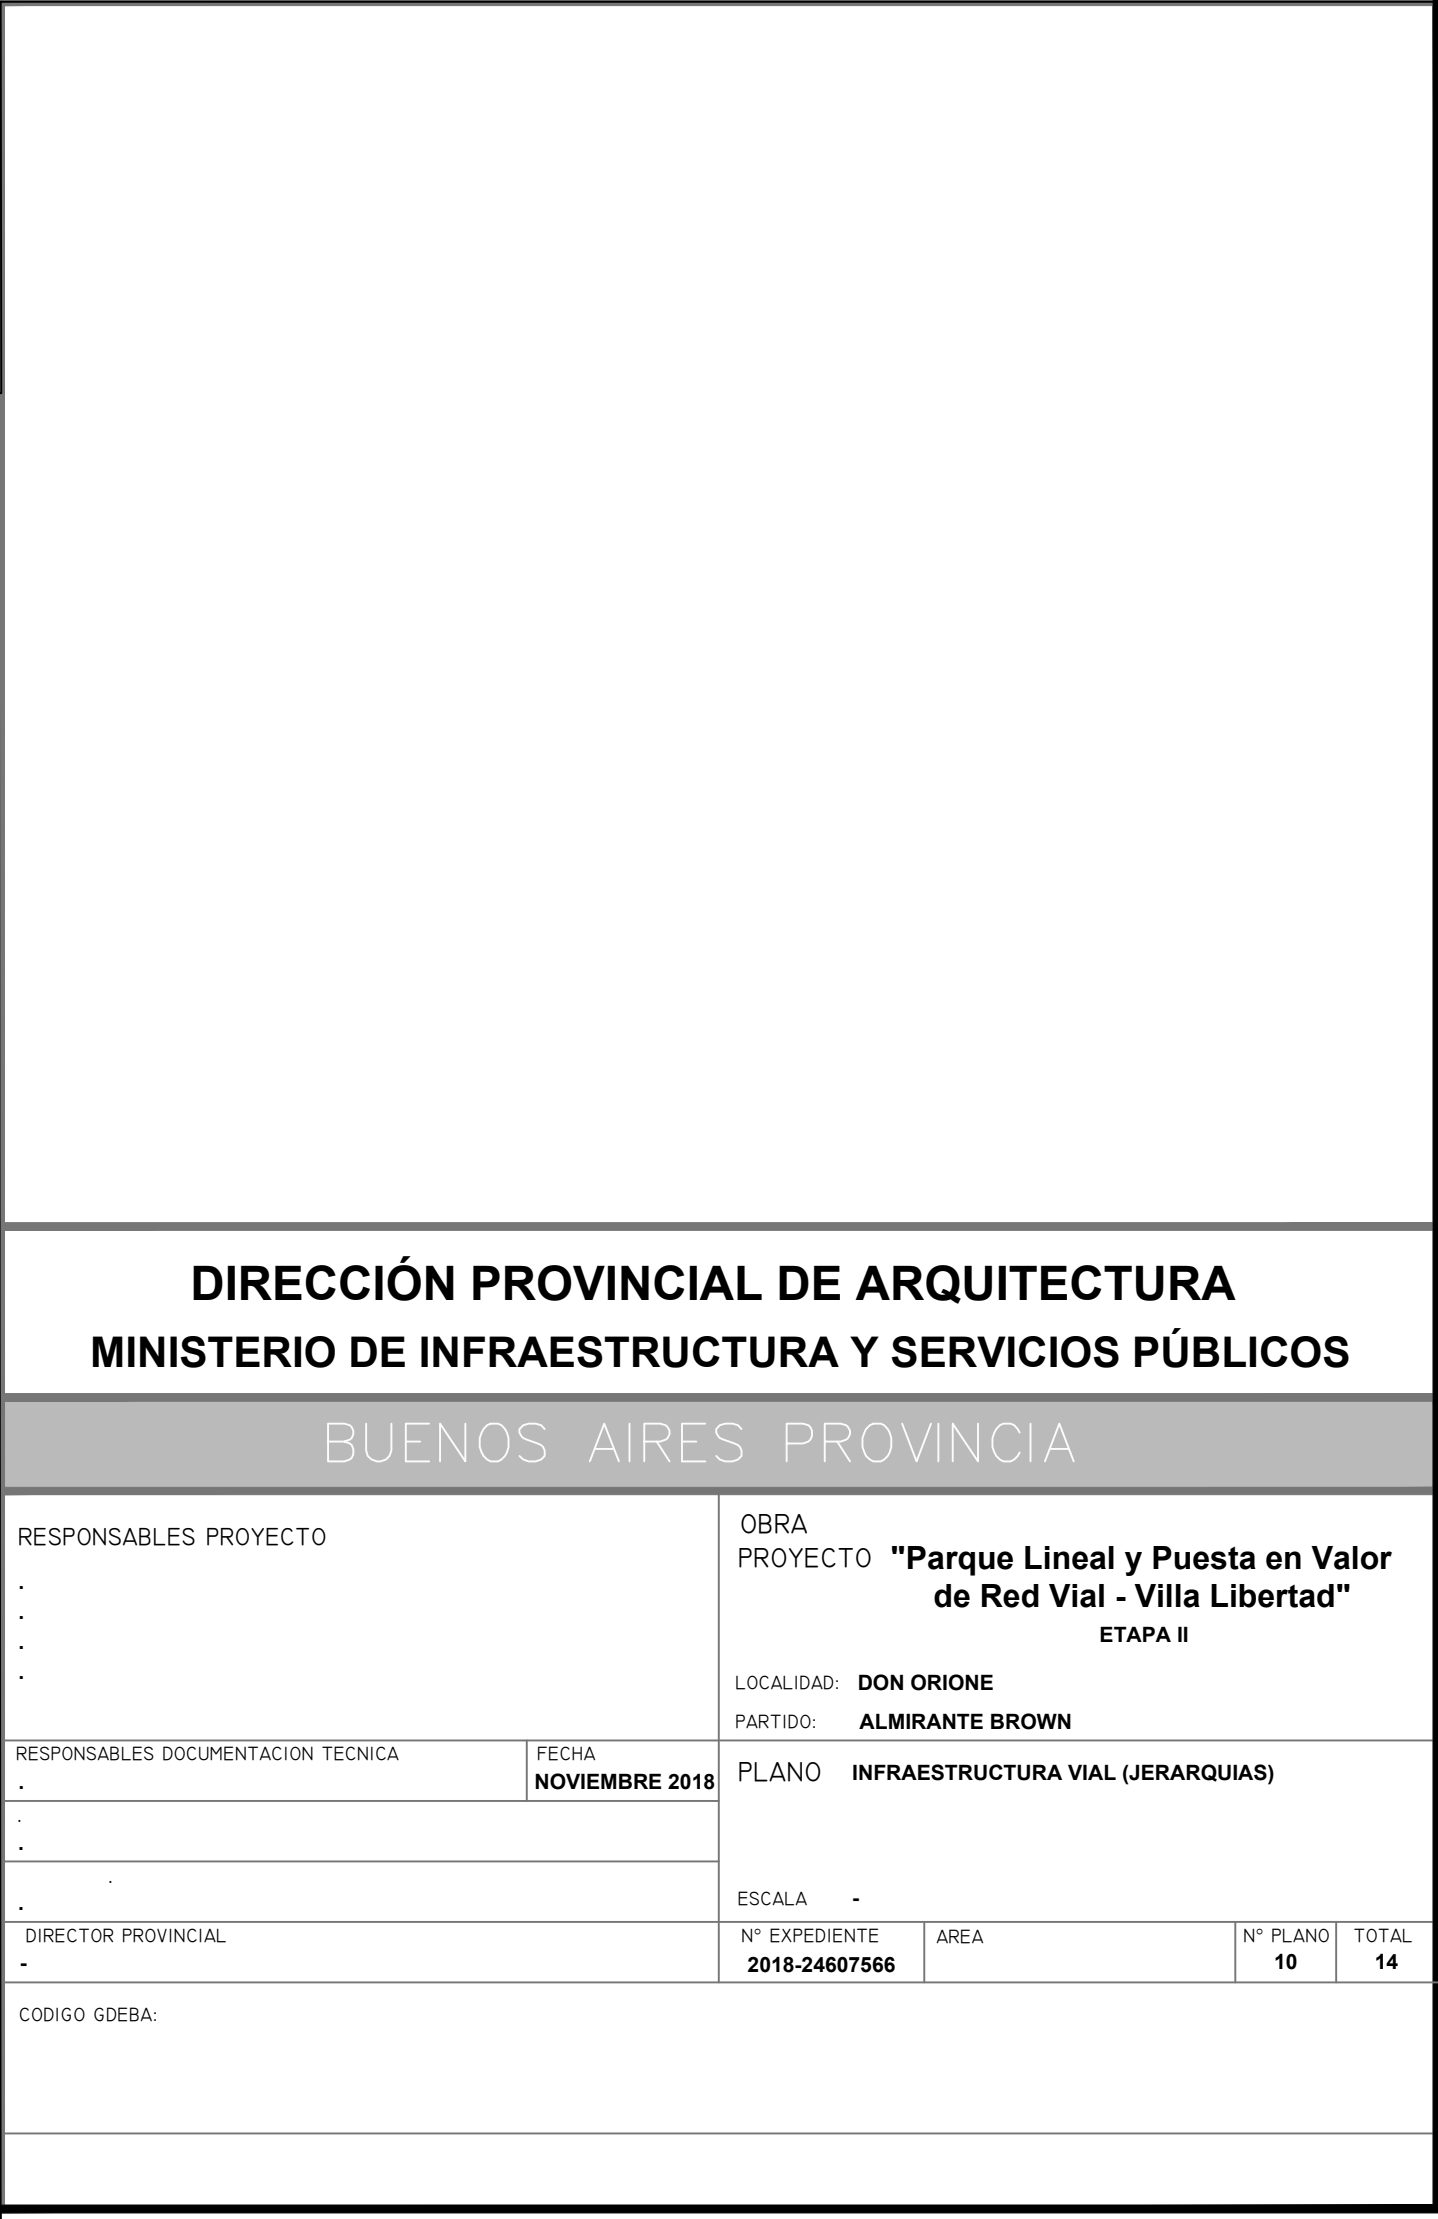 DIRECCIÓN PROVINCIAL DE ARQUITECTURA
MINISTERIO DE INFRAESTRUCTURA Y SERVICIOS PÚBLICOS
BUENOS AIRES PROVINCIA
RESPONSABLES PROYECTO
.
.
.
.
OBRA
PROYECTO "Parque Lineal y Puesta en Valor
de Red Vial - Villa Libertad"
ETAPA II
LOCALIDAD: DON ORIONE
PARTIDO: ALMIRANTE BROWN
RESPONSABLES DOCUMENTACION TECNICA
.
FECHA
NOVIEMBRE 2018
.
.
.
.
PLANO INFRAESTRUCTURA VIAL (JERARQUIAS)
ESCALA -
DIRECTOR PROVINCIAL
-
N° EXPEDIENTE
2018-24607566
AREA
N° PLANO
10
TOTAL
14
CODIGO GDEBA: